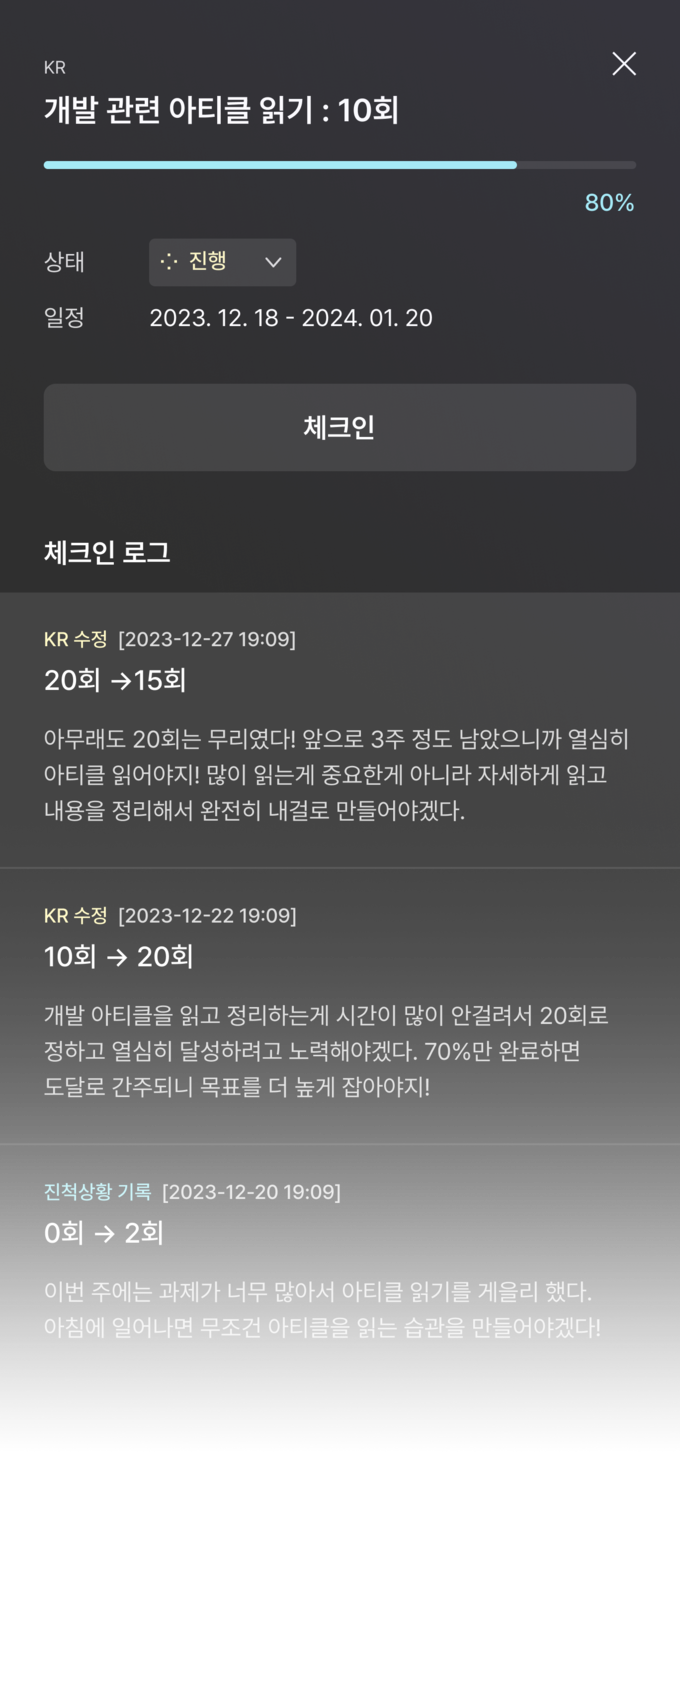 KR
개발 관련 아티클 읽기 : 10회
80%
상태 진행
일정 2023. 12. 18 - 2024. 01. 20
체크인
체크인 로그
KR 수정 [2023-12-27 19:09]
20회 →15회
아무래도 20회는 무리였다! 앞으로 3주 정도 남았으니까 열심히
아티클 읽어야지! 많이 읽는게 중요한게 아니라 자세하게 읽고
내용을 정리해서 완전히 내걸로 만들어야겠다.
KR 수정 [2023-12-22 19:09]
10회 → 20회
개발 아티클을 읽고 정리하는게 시간이 많이 안걸려서 20회로
정하고 열심히 달성하려고 노력해야겠다. 70%만 완료하면
도달로 간주되니 목표를 더 높게 잡아야지!
진척상황 기록 [2023-12-20 19:09]
0회 → 2회
이번 주에는 과제가 너무 많아서 아티클 읽기를 게을리 했다.
아침에 일어나면 무조건 아티클을 읽는 습관을 만들어야겠다!